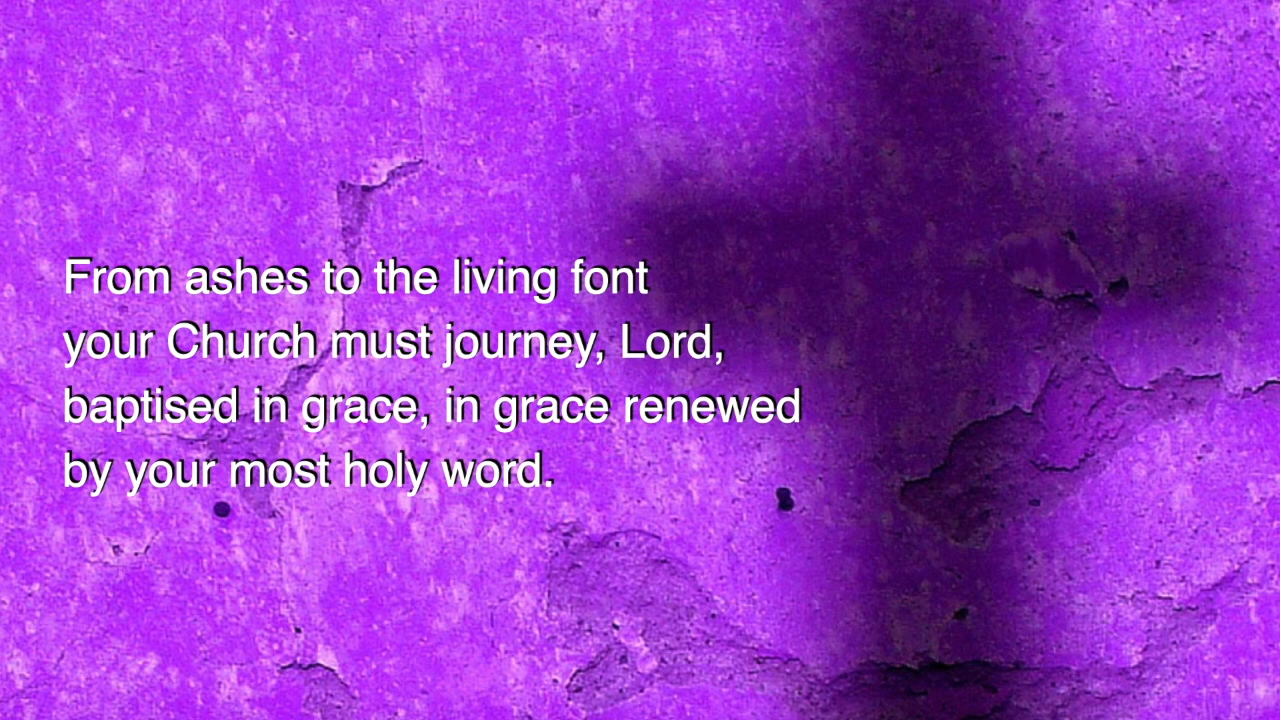 From ashes to the living font
your Church must journey, Lord,
baptised in grace, in grace renewed
by your most holy word.